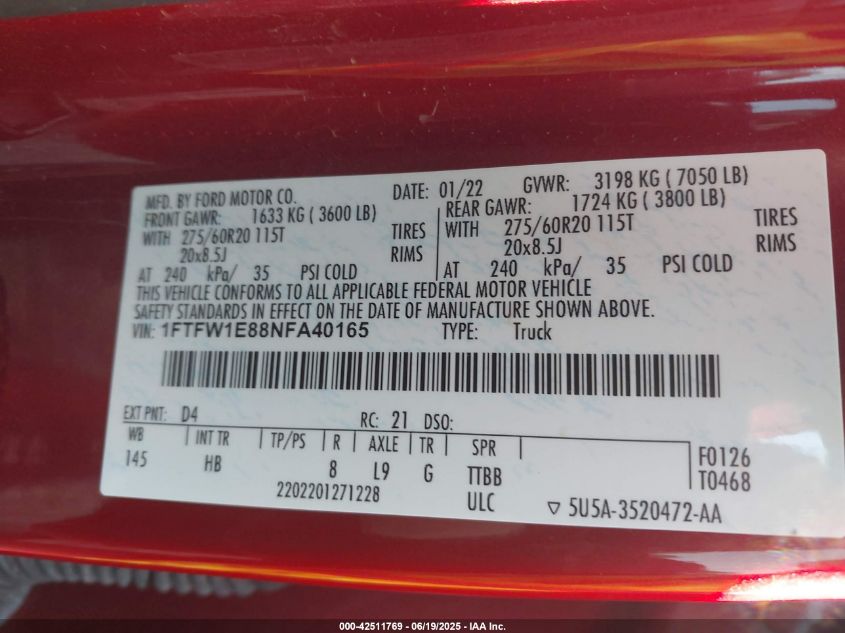 MFD. BY FORD MOTOR CO. DATE: 01/22 GVWR: 3198 KG ( 7050 LB)
FRONT GAWR: 1633 KG ( 3600 LB) REAR GAWR: 1724 KG ( 3800 LB)
WITH 275/60R20 115T TIRES WITH 275/60R20 115T TIRES
20x8.5J RIMS 20x8.5J RIMS
AT 240 kPa/ 35 PSI COLD AT 240 kPa/ 35 PSI COLD
THIS VEHICLE CONFORMS TO ALL APPLICABLE FEDERAL MOTOR VEHICLE
SAFETY STANDARDS IN EFFECT ON THE DATE OF MANUFACTURE SHOWN ABOVE.
VIN: 1FTFW1E88NFA40165 TYPE: Truck
EXT PNT: D4 RC: 21 DSO:
WB INT TR TP/PS R AXLE TR SPR F0126
145 HB 8 L9 G TTBB T0468
2202201271228 ULC ▽ 5U5A-3520472-AA
000-42511769 - 06/19/2025 - IAA Inc.